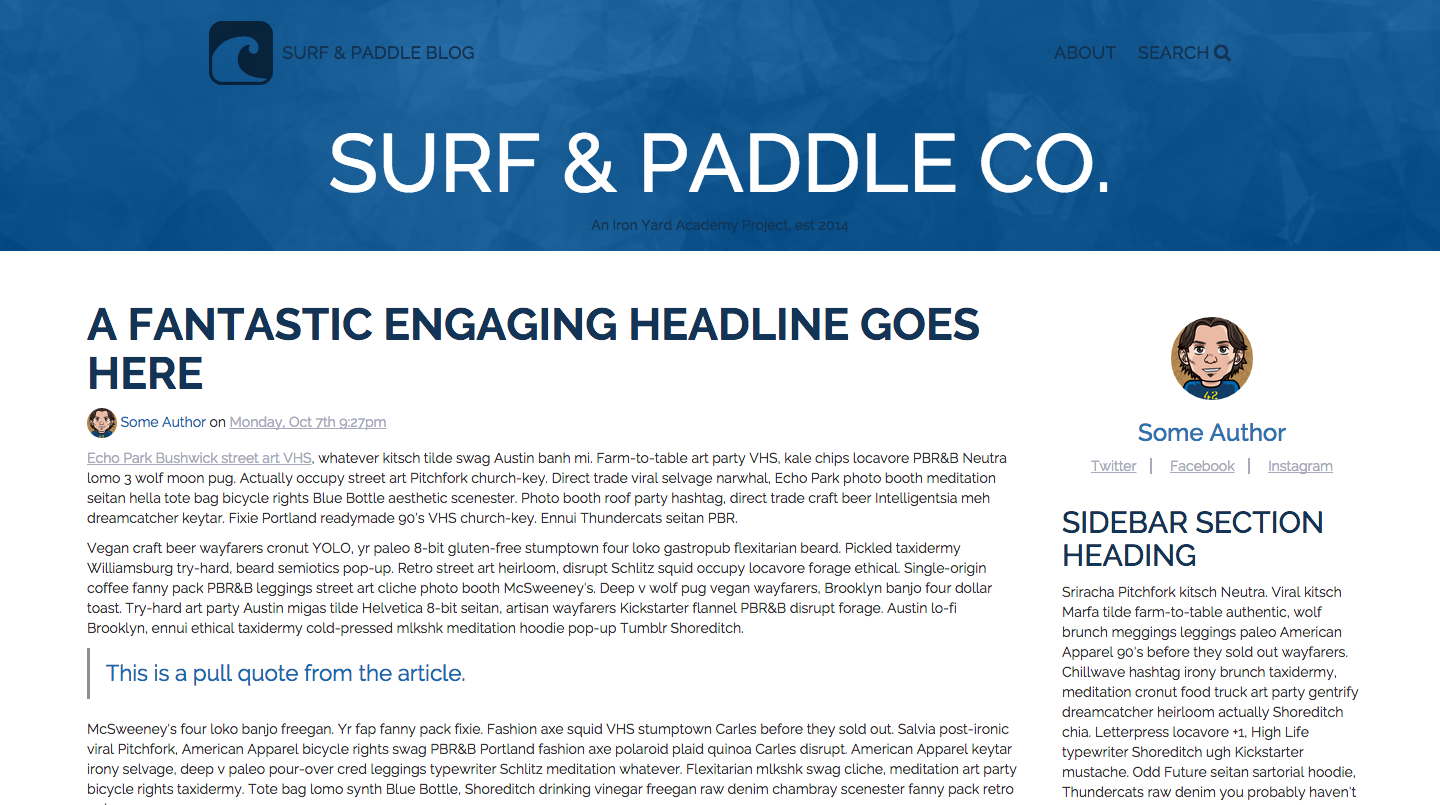 SURF & PADDLE BLOG
ABOUT SEARCH
SURF & PADDLE CO.
An Iron Yard Academy Project, est 2014
A FANTASTIC ENGAGING HEADLINE GOES
HERE
Some Author on Monday, Oct 7th 9:27pm
Echo Park Bushwick street art VHS, whatever kitsch tilde swag Austin banh mi. Farm-to-table art party VHS, kale chips locavore PBR&B Neutra
lomo 3 wolf moon pug. Actually occupy street art Pitchfork church-key. Direct trade viral selvage narwhal, Echo Park photo booth meditation
seitan hella tote bag bicycle rights Blue Bottle aesthetic scenester. Photo booth roof party hashtag, direct trade craft beer Intelligentsia meh
dreamcatcher keytar. Fixie Portland readymade 90's VHS church-key. Ennui Thundercats seitan PBR.
Vegan craft beer wayfarers cronut YOLO, yr paleo 8-bit gluten-free stumptown four loko gastropub flexitarian beard. Pickled taxidermy
Williamsburg try-hard, beard semiotics pop-up. Retro street art heirloom, disrupt Schlitz squid occupy locavore forage ethical. Single-origin
coffee fanny pack PBR&B leggings street art cliche photo booth McSweeney's. Deep v wolf pug vegan wayfarers, Brooklyn banjo four dollar
toast. Try-hard art party Austin migas tilde Helvetica 8-bit seitan, artisan wayfarers Kickstarter flannel PBR&B disrupt forage. Austin lo-fi
Brooklyn, ennui ethical taxidermy cold-pressed mlkshk meditation hoodie pop-up Tumblr Shoreditch.
This is a pull quote from the article.
McSweeney's four loko banjo freegan. Yr fap fanny pack fixie. Fashion axe squid VHS stumptown Carles before they sold out. Salvia post-ironic
viral Pitchfork, American Apparel bicycle rights swag PBR&B Portland fashion axe polaroid plaid quinoa Carles disrupt. American Apparel keytar
irony selvage, deep v paleo pour-over cred leggings typewriter Schlitz meditation whatever. Flexitarian mlkshk swag cliche, meditation art party
bicycle rights taxidermy. Tote bag lomo synth Blue Bottle, Shoreditch drinking vinegar freegan raw denim chambray scenester fanny pack retro
42
Some Author
Twitter | Facebook | Instagram
SIDEBAR SECTION
HEADING
Sriracha Pitchfork kitsch Neutra. Viral kitsch
Marfa tilde farm-to-table authentic, wolf
brunch meggings leggings paleo American
Apparel 90's before they sold out wayfarers.
Chillwave hashtag irony brunch taxidermy,
meditation cronut food truck art party gentrify
dreamcatcher heirloom actually Shoreditch
chia. Letterpress locavore +1, High Life
typewriter Shoreditch ugh Kickstarter
mustache. Odd Future seitan sartorial hoodie,
Thundercats raw denim you probably haven't